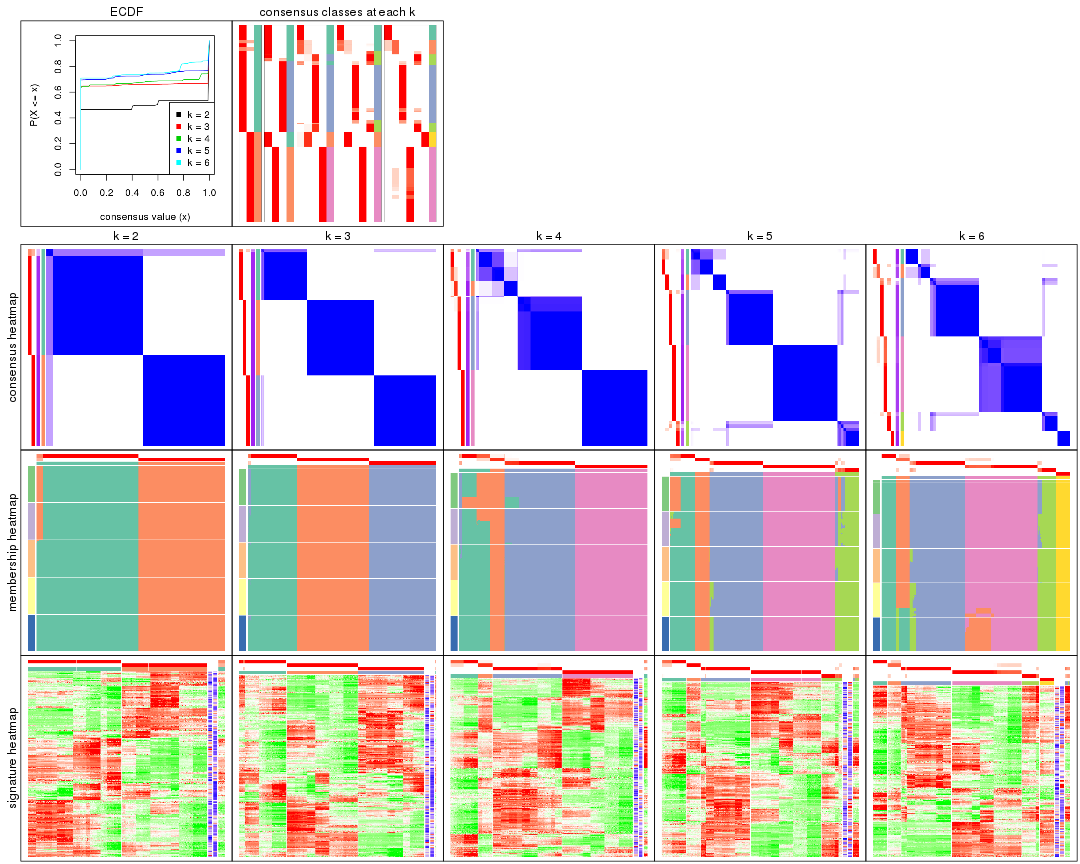 ECDF
consensus classes at each k
P(X <= x)
1.0
0.8
0.6
0.4
0.2
0.0
k = 2
k = 3
k = 4
k = 5
k = 6
0.0 0.2 0.4 0.6 0.8 1.0
consensus value (x)
k = 2
k = 3
k = 4
k = 5
k = 6
consensus heatmap
membership heatmap
signature heatmap